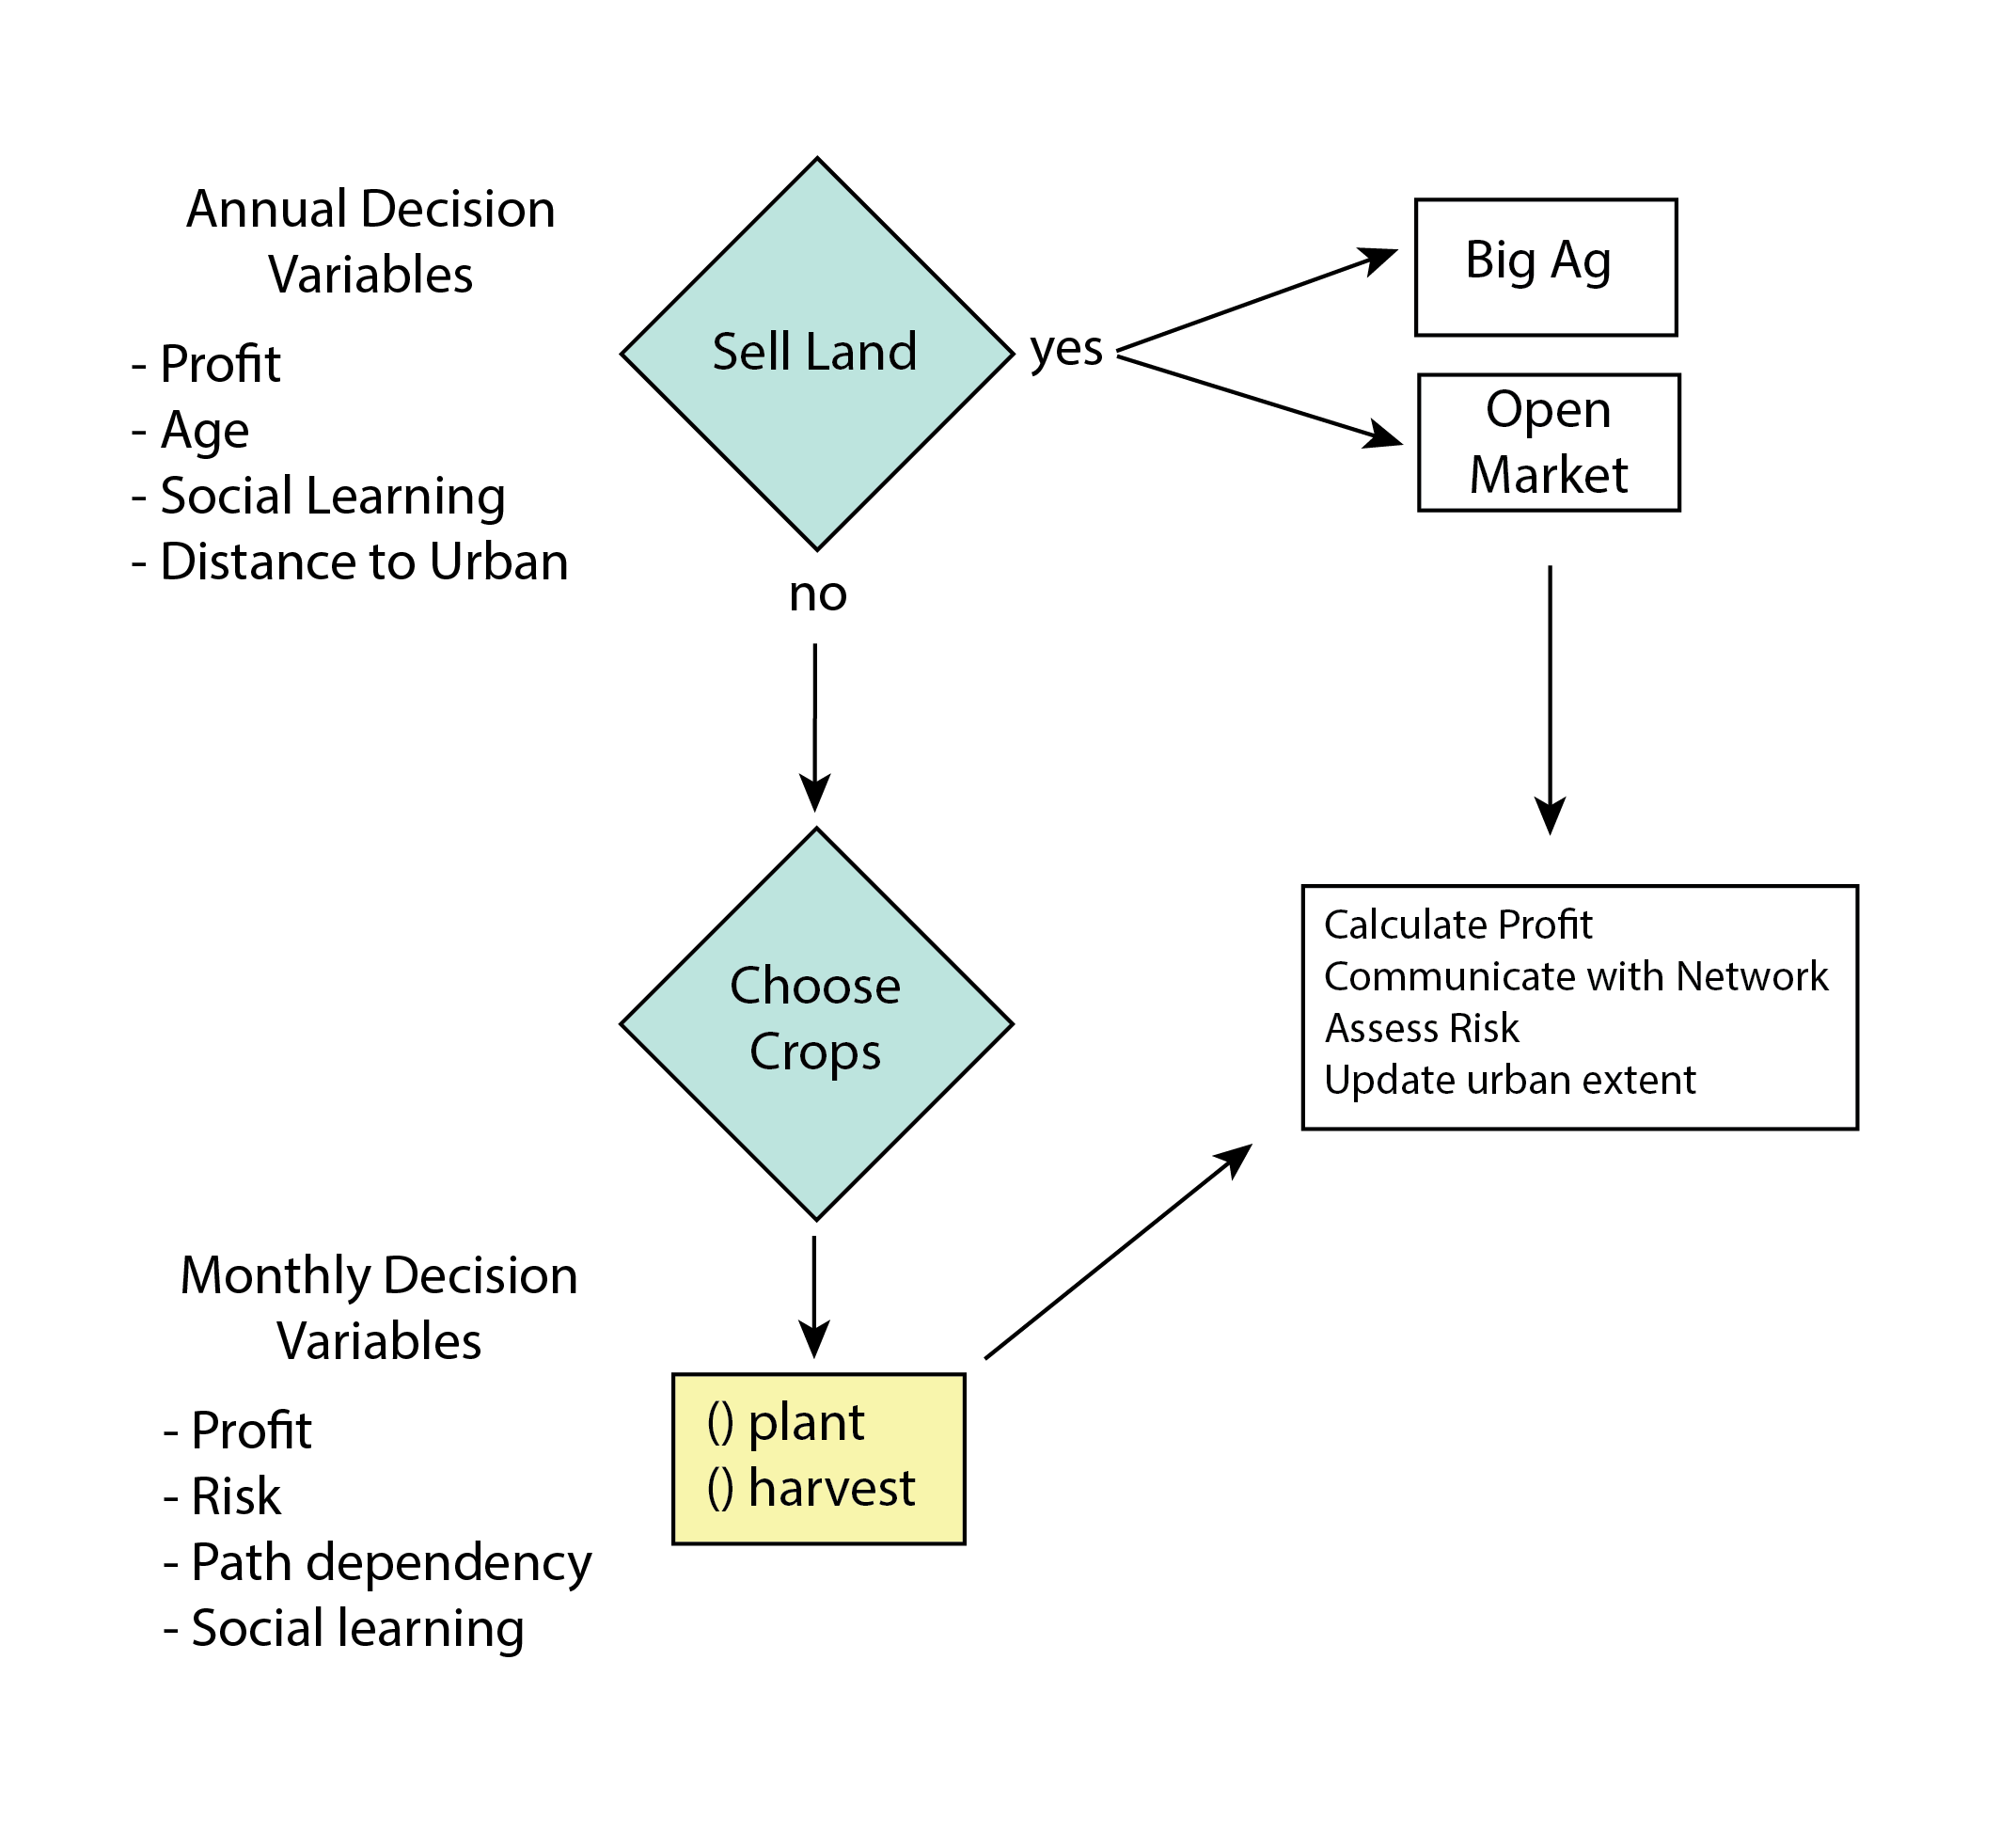 Annual Decision
Variables
- Profit
- Age
- Social Learning
- Distance to Urban
Sell Land
yes
no
Big Ag
Open
Market
Choose
Crops
Calculate Profit
Communicate with Network
Assess Risk
Update urban extent
Monthly Decision
Variables
- Profit
- Risk
- Path dependency
- Social learning
() plant
() harvest